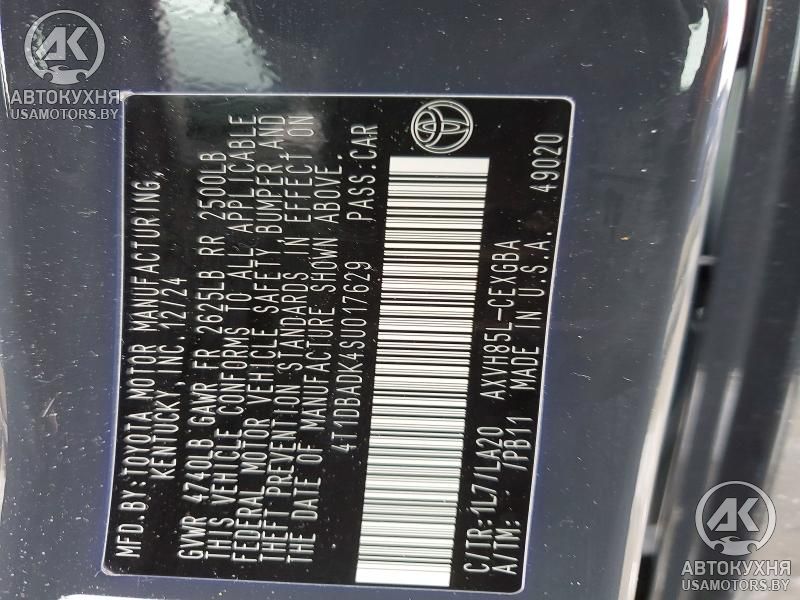 MFD.BY:TOYOTA MOTOR MANUFACTURING,
KENTUCKY, INC. 12/24
GVWR 4740LB GAWR FR 2625LB RR 2500LB
THIS VEHICLE CONFORMS TO ALL APPLICABLE
FEDERAL MOTOR VEHICLE SAFETY, BUMPER, AND
THEFT PREVENTION STANDARDS IN EFFECT ON
THE DATE OF MANUFACTURE SHOWN ABOVE.
4T1DBADK4SU017629 PASS.CAR
C/TR:1L7/LA20 AXVH85L-CEXGBA
A/TM: /PB11 MADE IN U.S.A. 49020
АК
АВТОКУХНЯ
USAMOTORS.BY
АК
АВТОКУХНЯ
USAMOTORS.BY